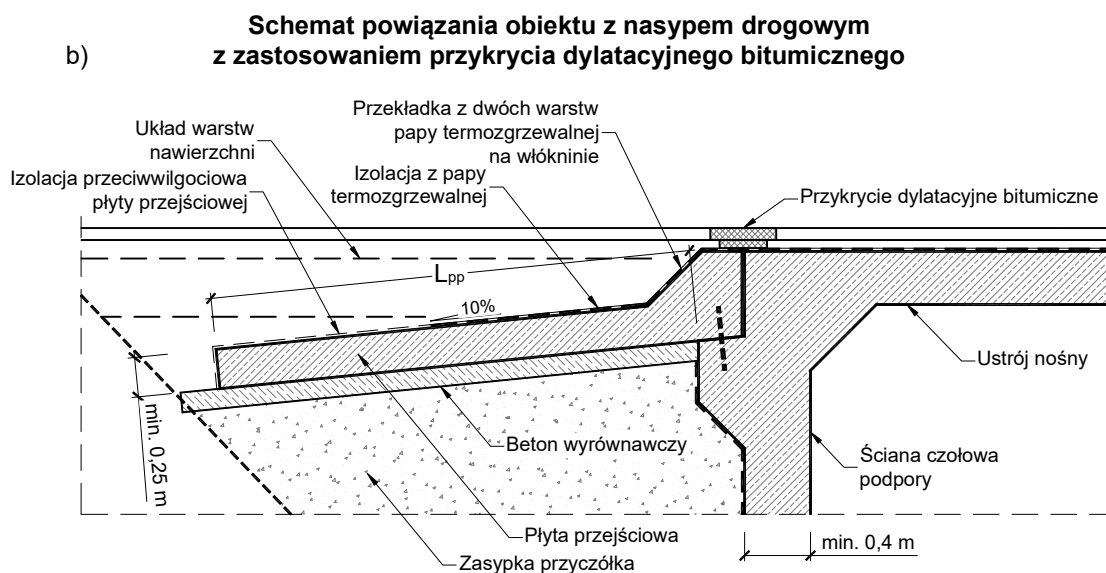 Schemat powiązania obiektu z nasypem drogowym
b)
z zastosowaniem przykrycia dylatacyjnego bitumicznego
Przekładka z dwóch warstw
papy termozgrzewalnej
na włókninie
Układ warstw
nawierzchni
Izolacja przeciwwilgociowa
płyty przejściowej
Izolacja z papy
termozgrzewalnej
Przykrycie dylatacyjne bitumiczne
Lpp
10%
Ustrój nośny
min. 0,25 m
Beton wyrównawczy
Ściana czołowa
podpory
Płyta przejściowa
Zasypka przyczółka
min. 0,4 m